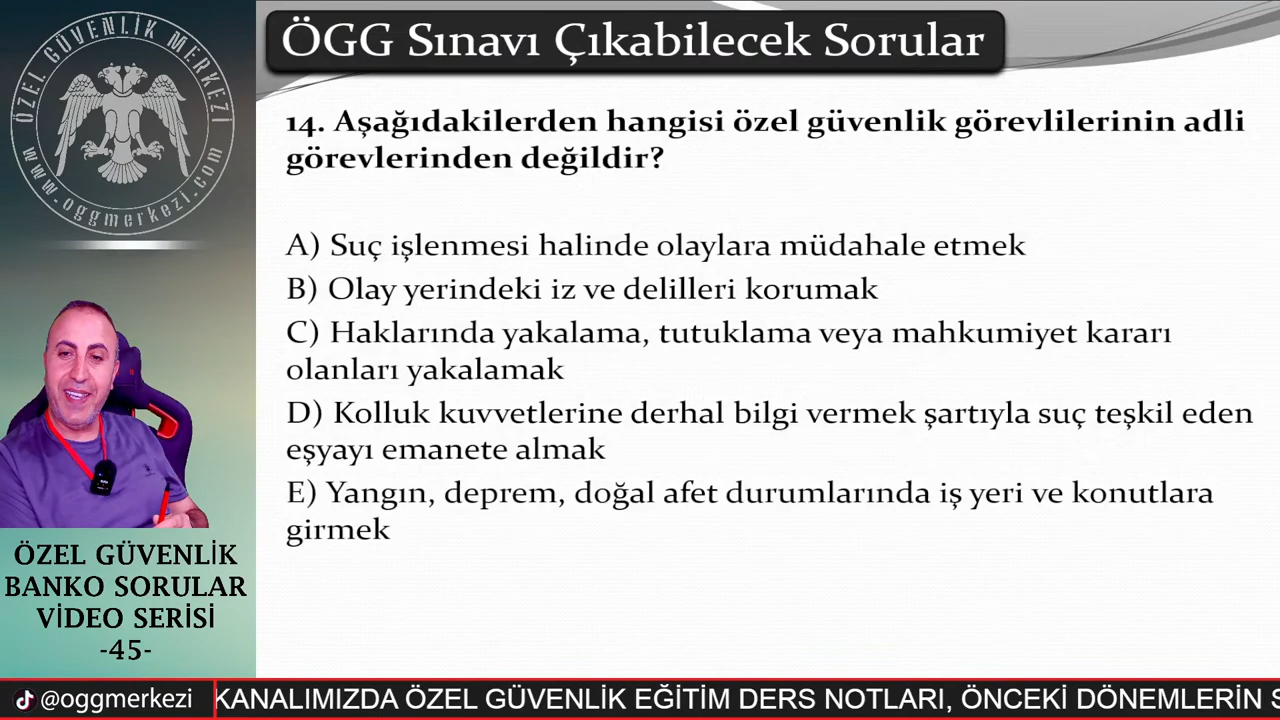 ÖZEL GÜVENLİK MERKEZİ
www.oggmerkezi.com
ÖGG Sınavı Çıkabilecek Sorular
14. Aşağıdakilerden hangisi özel güvenlik görevlilerinin adli
görevlerinden değildir?
A) Suç işlenmesi halinde olaylara müdahale etmek
B) Olay yerindeki iz ve delilleri korumak
C) Haklarında yakalama, tutuklama veya mahkumiyet kararı
olanları yakalamak
D) Kolluk kuvvetlerine derhal bilgi vermek şartıyla suç teşkil eden
eşyayı emanete almak
E) Yangın, deprem, doğal afet durumlarında iş yeri ve konutlara
girmek
ÖZEL GÜVENLİK
BANKO SORULAR
VİDEO SERİSİ
-45-
@oggmerkezi KANALIMIZDA ÖZEL GÜVENLİK EĞİTİM DERS NOTLARI, ÖNCEKİ DÖNEMLERİN S